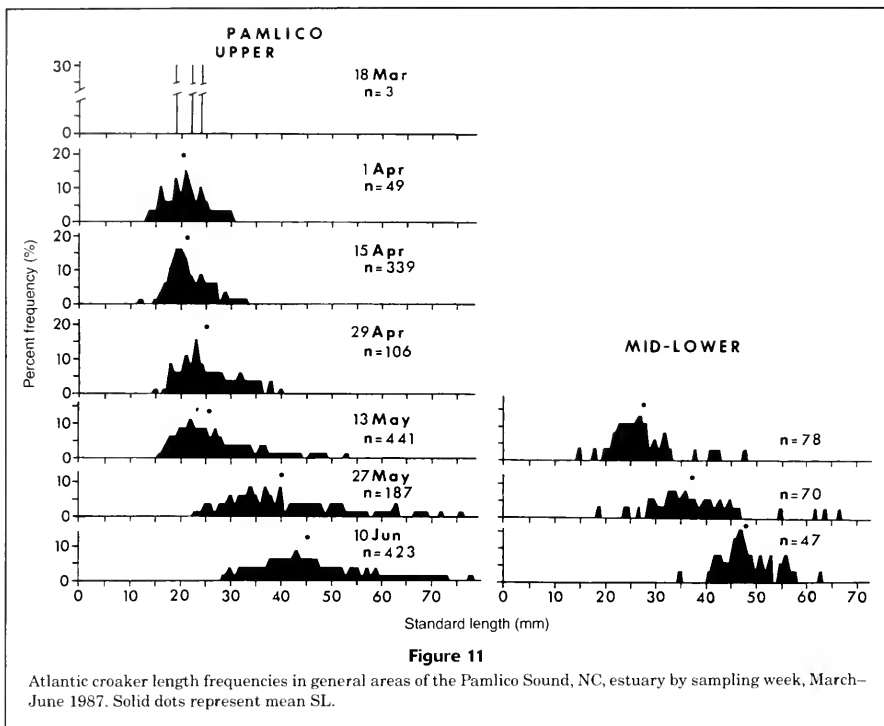 PAMLICO
UPPER
MID-LOWER
Percent frequency (%)
30
0
18 Mar
n= 3
20
10
0
1 Apr
n= 49
20
10
0
15 Apr
n= 339
20
10
0
29 Apr
n= 106
10
0
13 May
n= 441
n= 78
10
0
27 May
n= 187
n= 70
10
0
10 Jun
n= 423
n= 47
0 10 20 30 40 50 60 70
0 10 20 30 40 50 60 70
Standard length (mm)
Figure 11
Atlantic croaker length frequencies in general areas of the Pamlico Sound, NC, estuary by sampling week, March–
June 1987. Solid dots represent mean SL.